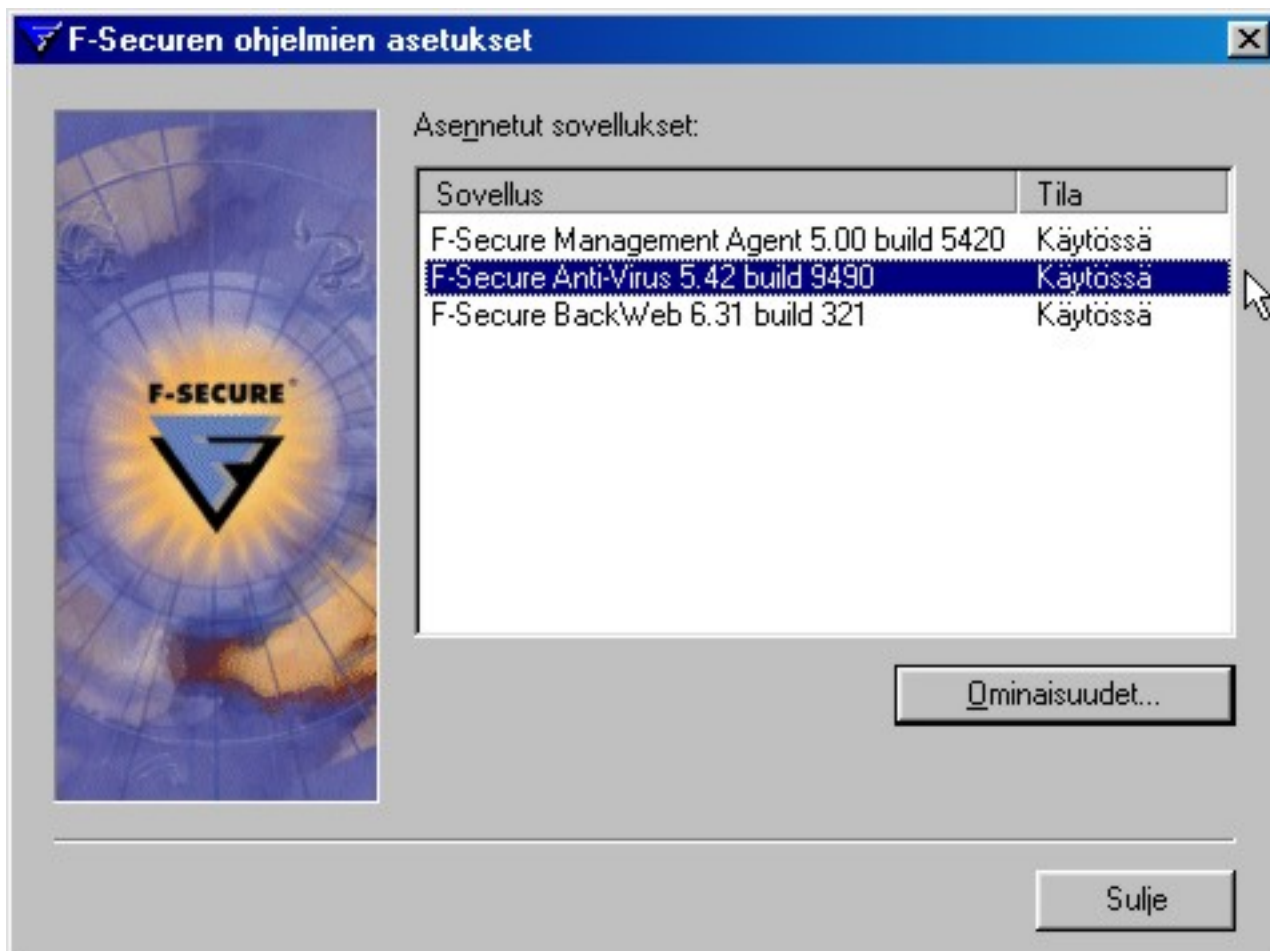 F-Securen ohjelmien asetukset
Asennetut sovellukset:
Sovellus Tila
F-Secure Management Agent 5.00 build 5420 Käytössä
F-Secure Anti-Virus 5.42 build 9490 Käytössä
F-Secure BackWeb 6.31 build 321 Käytössä
F-SECURE®
Ominaisuudet...
Sulje